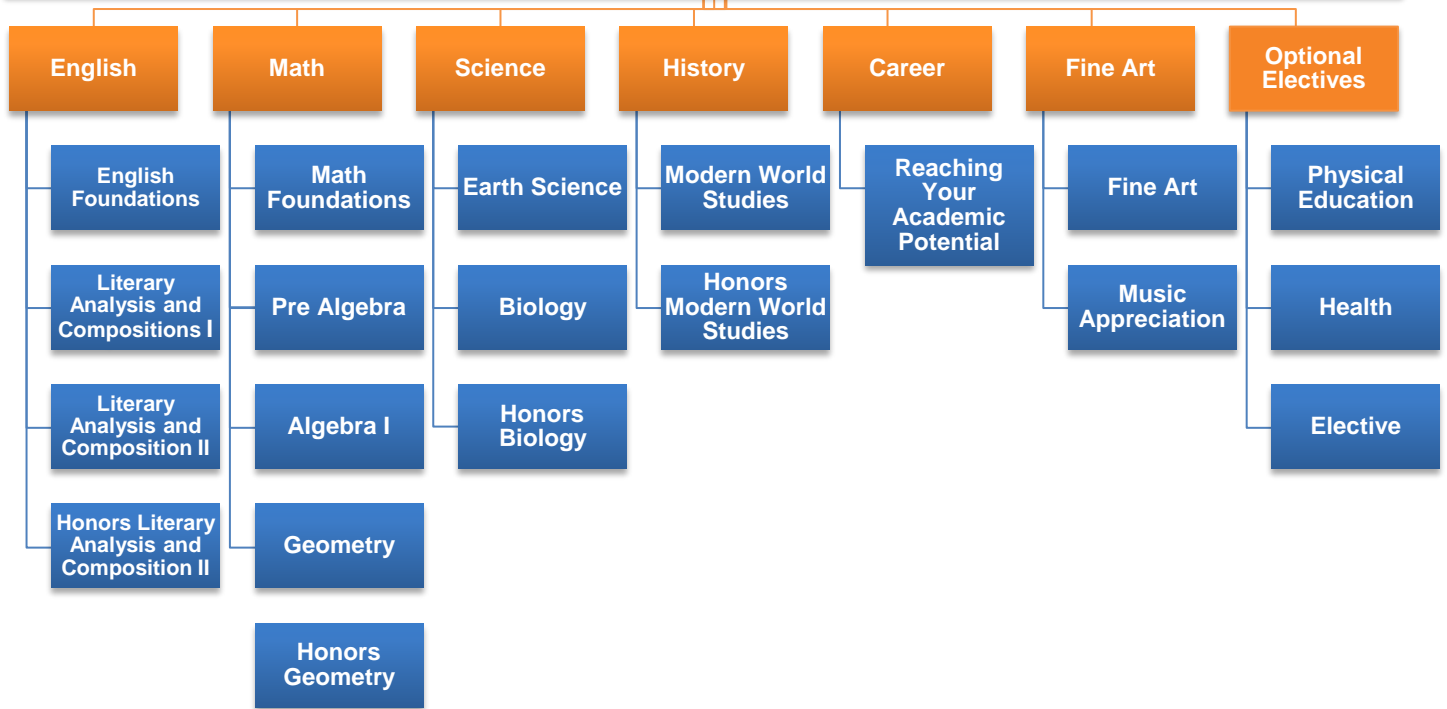 English
Math
Science
History
Career
Fine Art
Optional
Electives
English
Foundations
Literary
Analysis and
Compositions I
Literary
Analysis and
Composition II
Honors Literary
Analysis and
Composition II
Math
Foundations
Pre Algebra
Algebra I
Geometry
Honors
Geometry
Earth Science
Biology
Honors
Biology
Modern World
Studies
Honors
Modern World
Studies
Reaching
Your
Academic
Potential
Fine Art
Music
Appreciation
Physical
Education
Health
Elective